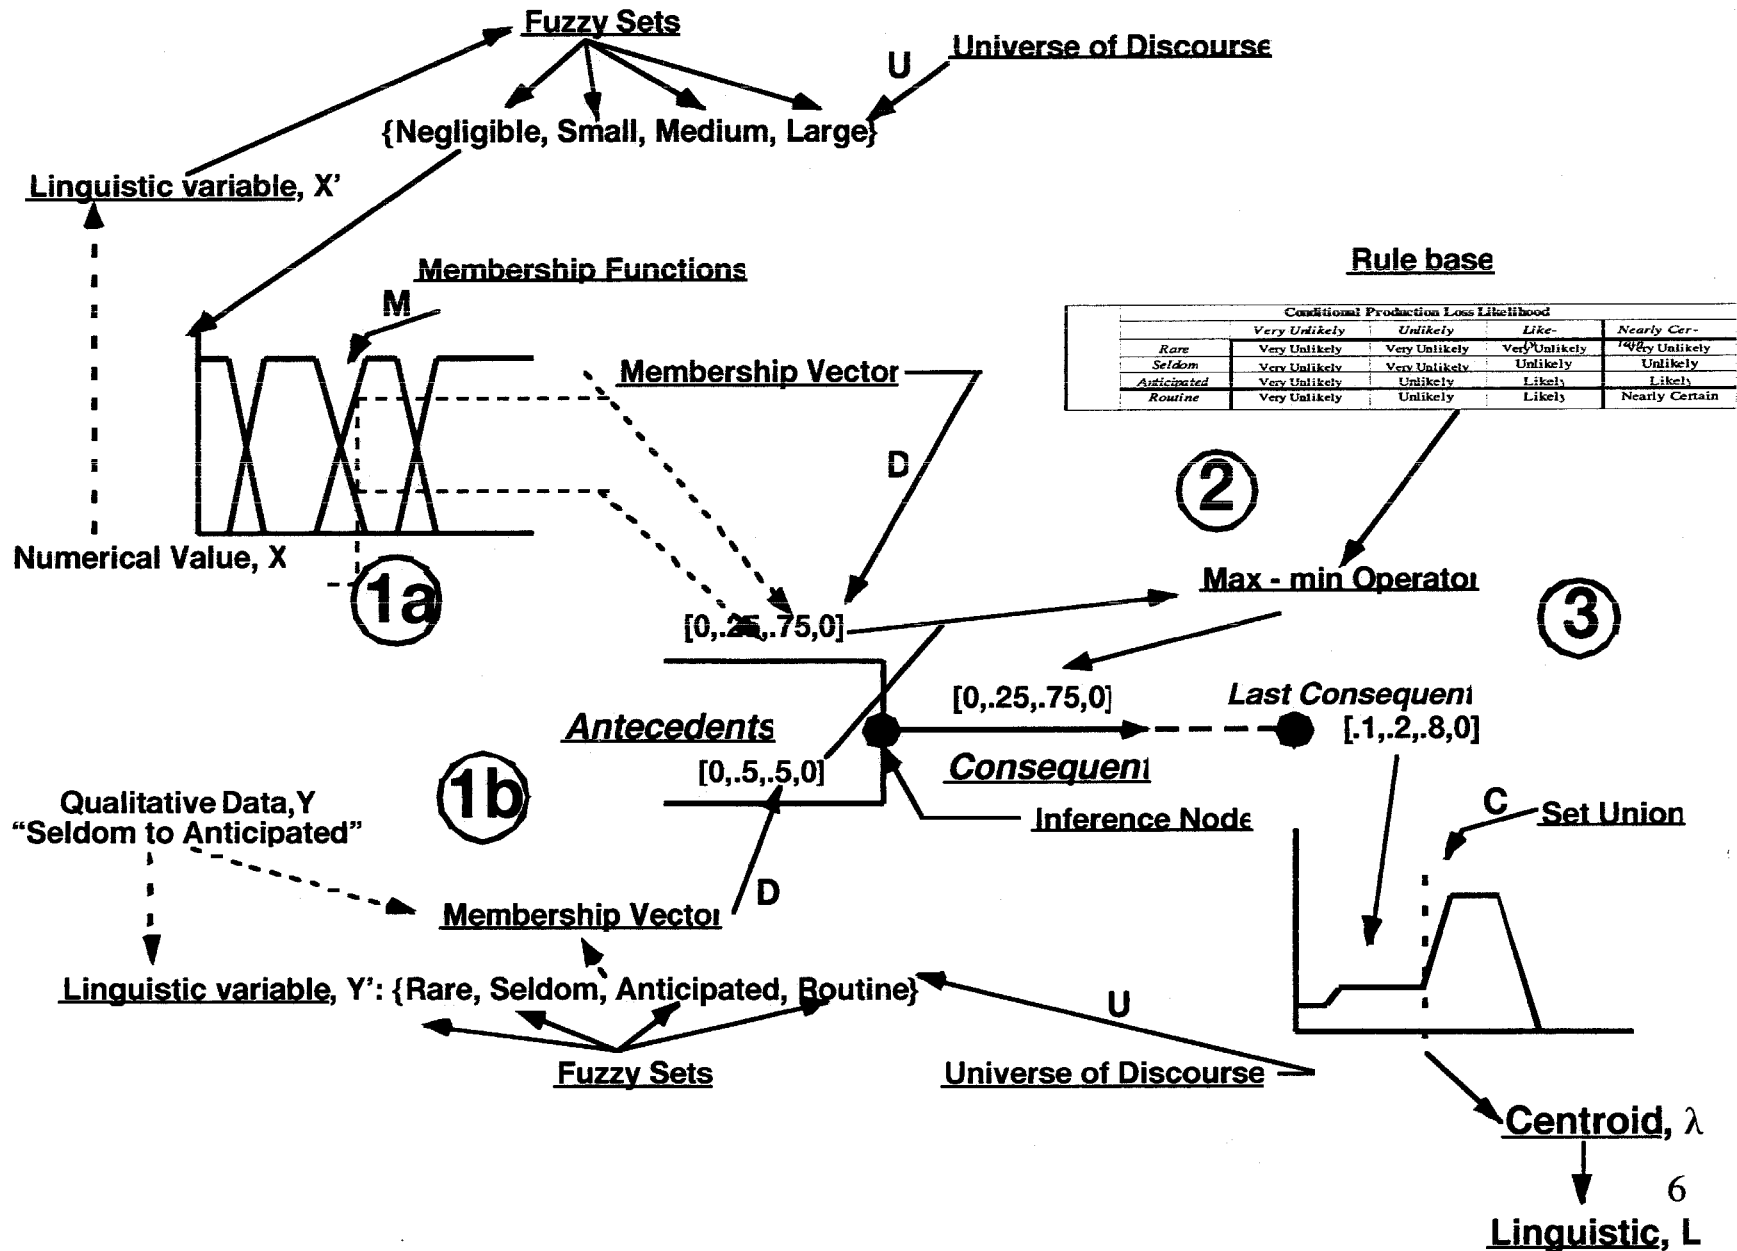 Fuzzy Sets
Universe of Discourse
U
{Negligible, Small, Medium, Large}
Linguistic variable, X'
Membership Functions
M
Rule base
Conditional Production Loss Likelihood
Very Unlikely Unlikely Like- Nearly Cer-
Rare Very Unlikely Very Unlikely Very Unlikely Very Unlikely
Seldom Very Unlikely Very Unlikely Unlikely Unlikely
Anticipated Very Unlikely Unlikely Likely Likely
Routine Very Unlikely Unlikely Likely Nearly Certain
Membership Vector
D
2
Numerical Value, X
1a
Max - min Operator
3
[0,.25,.75,0]
[0,.25,.75,0]
Last Consequent
[.1,.2,.8,0]
Antecedents
[0,.5,.5,0]
Consequent
1b
Qualitative Data,Y
“Seldom to Anticipated”
Inference Node
C
Set Union
D
Membership Vector
Linguistic variable, Y’: {Rare, Seldom, Anticipated, Routine}
U
Fuzzy Sets
Universe of Discourse
Centroid, λ
6
Linguistic, L